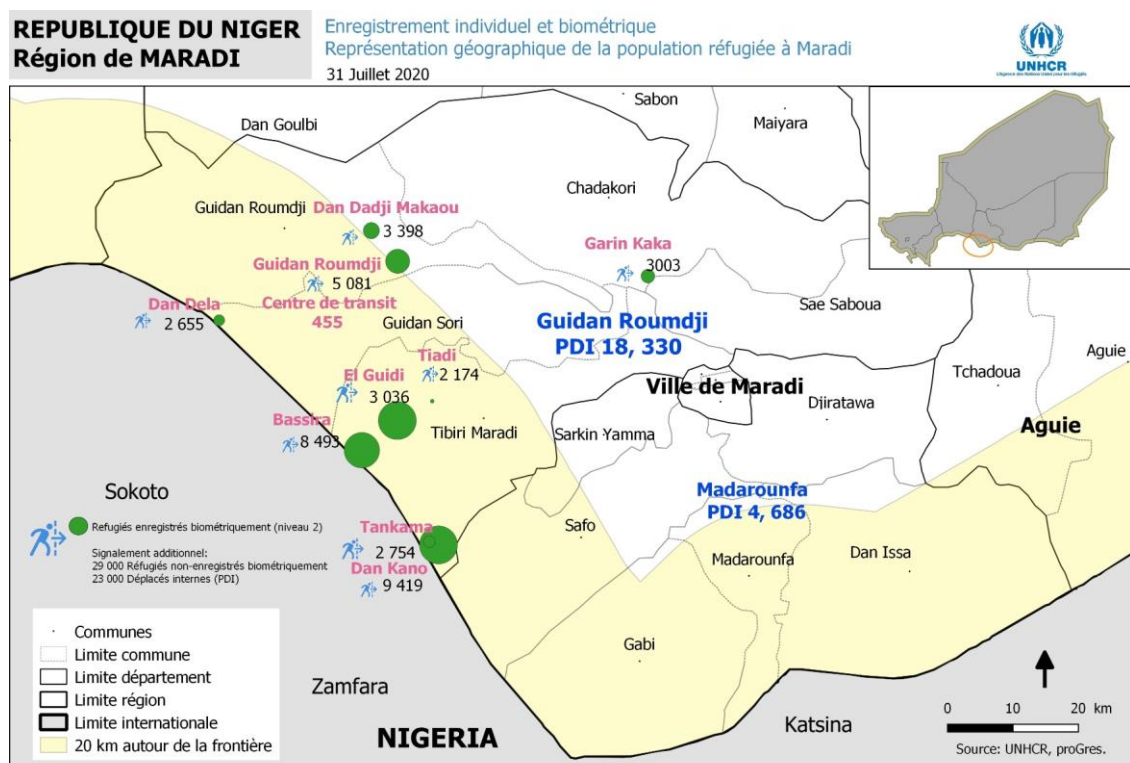 REPUBLIQUE DU NIGER
Région de MARADI
Enregistrement individuel et biométrique
Représentation géographique de la population réfugiée à Maradi
31 Juillet 2020
UNHCR
Sabon
Maiyara
Dan Goulbi
Chadakori
Guidan Roumdji
Dan Dadji Makaou
3 398
Garin Kaka
3003
Guidan Roumdji
5 081
Dan Dela
2 655
Centre de transit
455
Guidan Sori
Sae Saboua
Guidan Roumdji
PDI 18, 330
Tiadi
2 174
El Guidi
3 036
Aguie
Tchadoua
Ville de Maradi
Djiratawa
Bassira
8 493
Tibiri Maradi
Sarkin Yamma
Aguie
Sokoto
Madarounfa
PDI 4, 686
Refugiés enregistrés biométriquement (niveau 2)
Signalement additionnel:
29 000 Réfugiés non-enregistrés biométriquement
23 000 Déplacés internes (PDI)
Tankama
2 754
Dan Kano
9 419
Safo
Madarounfa
Dan Issa
Gabi
Communes
Limite commune
Limite département
Limite région
Limite internationale
20 km autour de la frontière
Zamfara
NIGERIA
Katsina
0 10 20 km
Source: UNHCR, proGres.